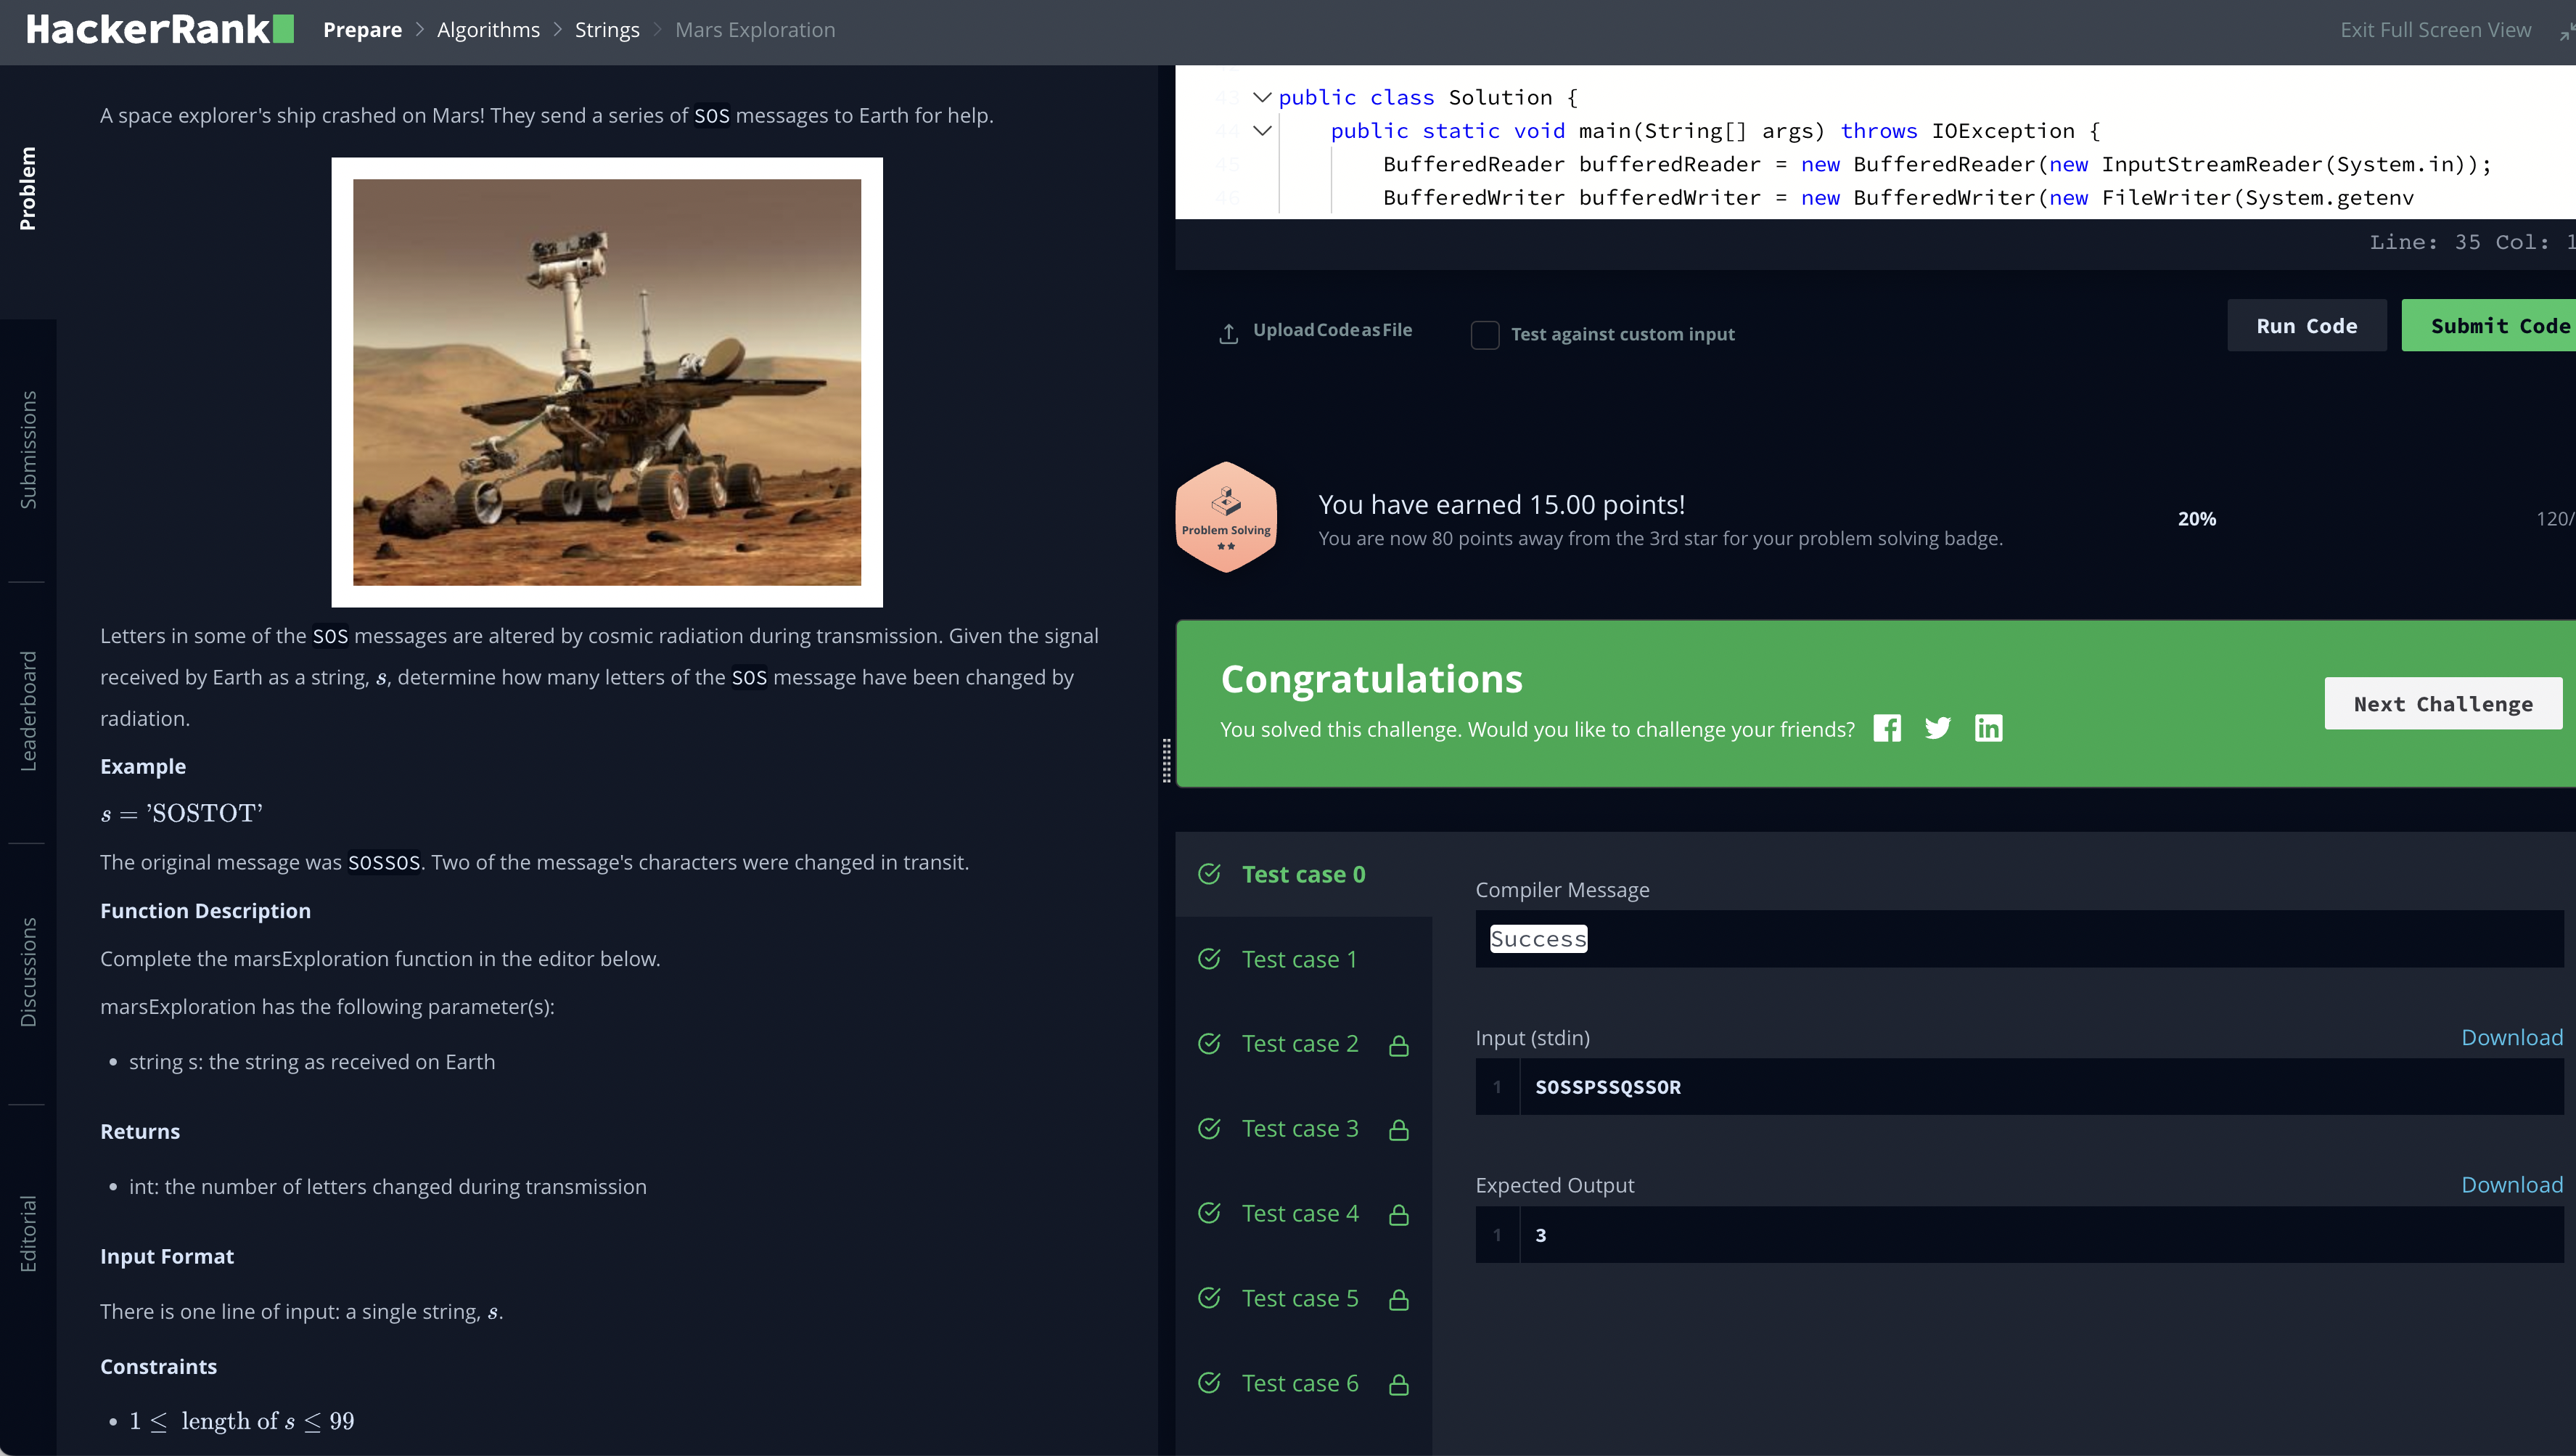 HackerRank
Prepare > Algorithms > Strings > Mars Exploration
Exit Full Screen View
Problem
Submissions
Leaderboard
Discussions
Editorial
A space explorer's ship crashed on Mars! They send a series of SOS messages to Earth for help.
Letters in some of the SOS messages are altered by cosmic radiation during transmission. Given the signal
received by Earth as a string, s, determine how many letters of the SOS message have been changed by
radiation.
Example
s = 'SOSTOT'
The original message was SOSSOS. Two of the message's characters were changed in transit.
Function Description
Complete the marsExploration function in the editor below.
marsExploration has the following parameter(s):
• string s: the string as received on Earth
Returns
• int: the number of letters changed during transmission
Input Format
There is one line of input: a single string, s.
Constraints
• 1 ≤ length of s ≤ 99
43 public class Solution {
44 public static void main(String[] args) throws IOException {
45 BufferedReader bufferedReader = new BufferedReader(new InputStreamReader(System.in));
46 BufferedWriter bufferedWriter = new BufferedWriter(new FileWriter(System.getenv
Line: 35 Col: 1
Upload Code as File
Test against custom input
Run Code
Submit Code
Problem Solving
You have earned 15.00 points!
You are now 80 points away from the 3rd star for your problem solving badge.
20%
120/
Congratulations
You solved this challenge. Would you like to challenge your friends?
Next Challenge
Test case 0
Test case 1
Test case 2
Test case 3
Test case 4
Test case 5
Test case 6
Compiler Message
Success
Input (stdin)
Download
1 SOSSPSSQSSOR
Expected Output
Download
1 3